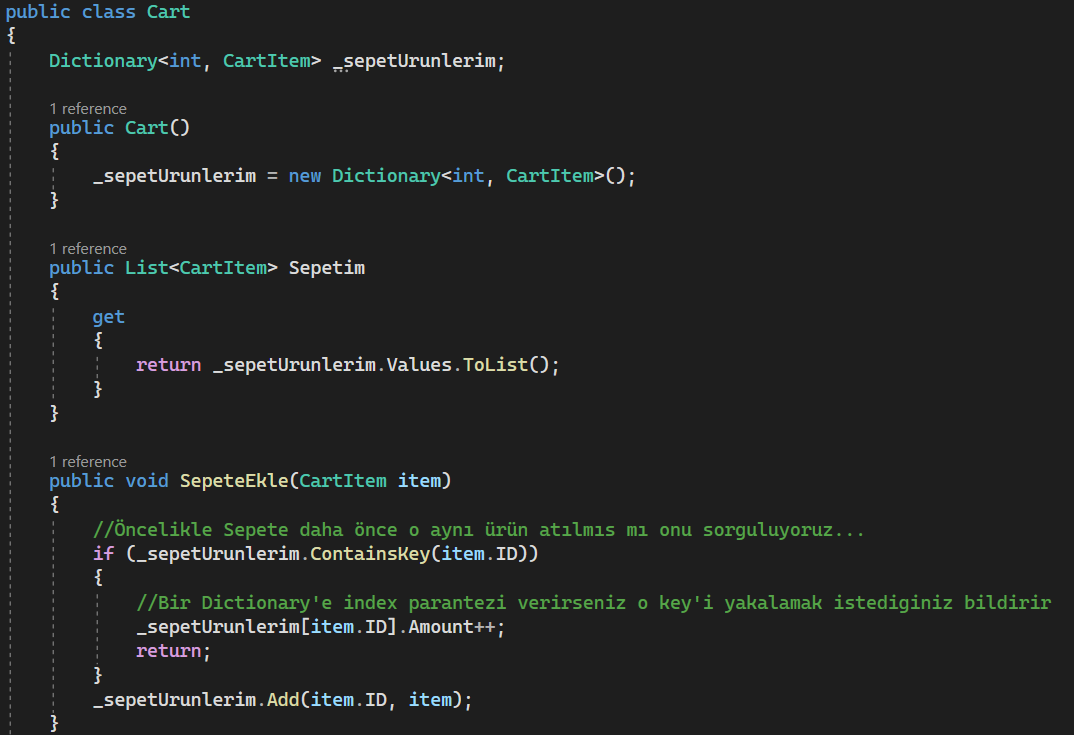 public class Cart
{
Dictionary<int, CartItem> _sepetUrunlerim;
1 reference
public Cart()
{
_sepetUrunlerim = new Dictionary<int, CartItem>();
}
1 reference
public List<CartItem> Sepetim
{
get
{
return _sepetUrunlerim.Values.ToList();
}
}
1 reference
public void SepeteEkle(CartItem item)
{
//Öncelikle Sepete daha önce o aynı ürün atılmıs mı onu sorguluyoruz...
if (_sepetUrunlerim.ContainsKey(item.ID))
{
//Bir Dictionary'e index parantezi verirseniz o key'i yakalamak istediginiz bildirir
_sepetUrunlerim[item.ID].Amount++;
return;
}
_sepetUrunlerim.Add(item.ID, item);
}